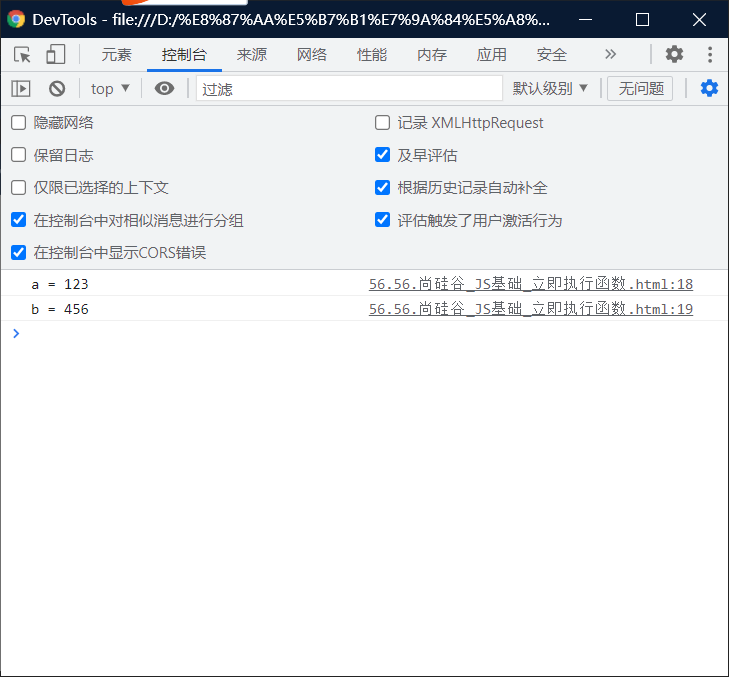 DevTools - file:///D:/%E8%87%AA%E5%B7%B1%E7%9A%84%E5%A8%...
元素 控制台 来源 网络 性能 内存 应用 安全 »
top ▼ 过滤 默认级别 ▼ 无问题
隐藏网络 记录 XMLHttpRequest
保留日志 及早评估
仅限已选择的上下文 根据历史记录自动补全
在控制台中对相似消息进行分组 评估触发了用户激活行为
在控制台中显示CORS错误
a = 123 56.56.尚硅谷_JS基础_立即执行函数.html:18
b = 456 56.56.尚硅谷_JS基础_立即执行函数.html:19